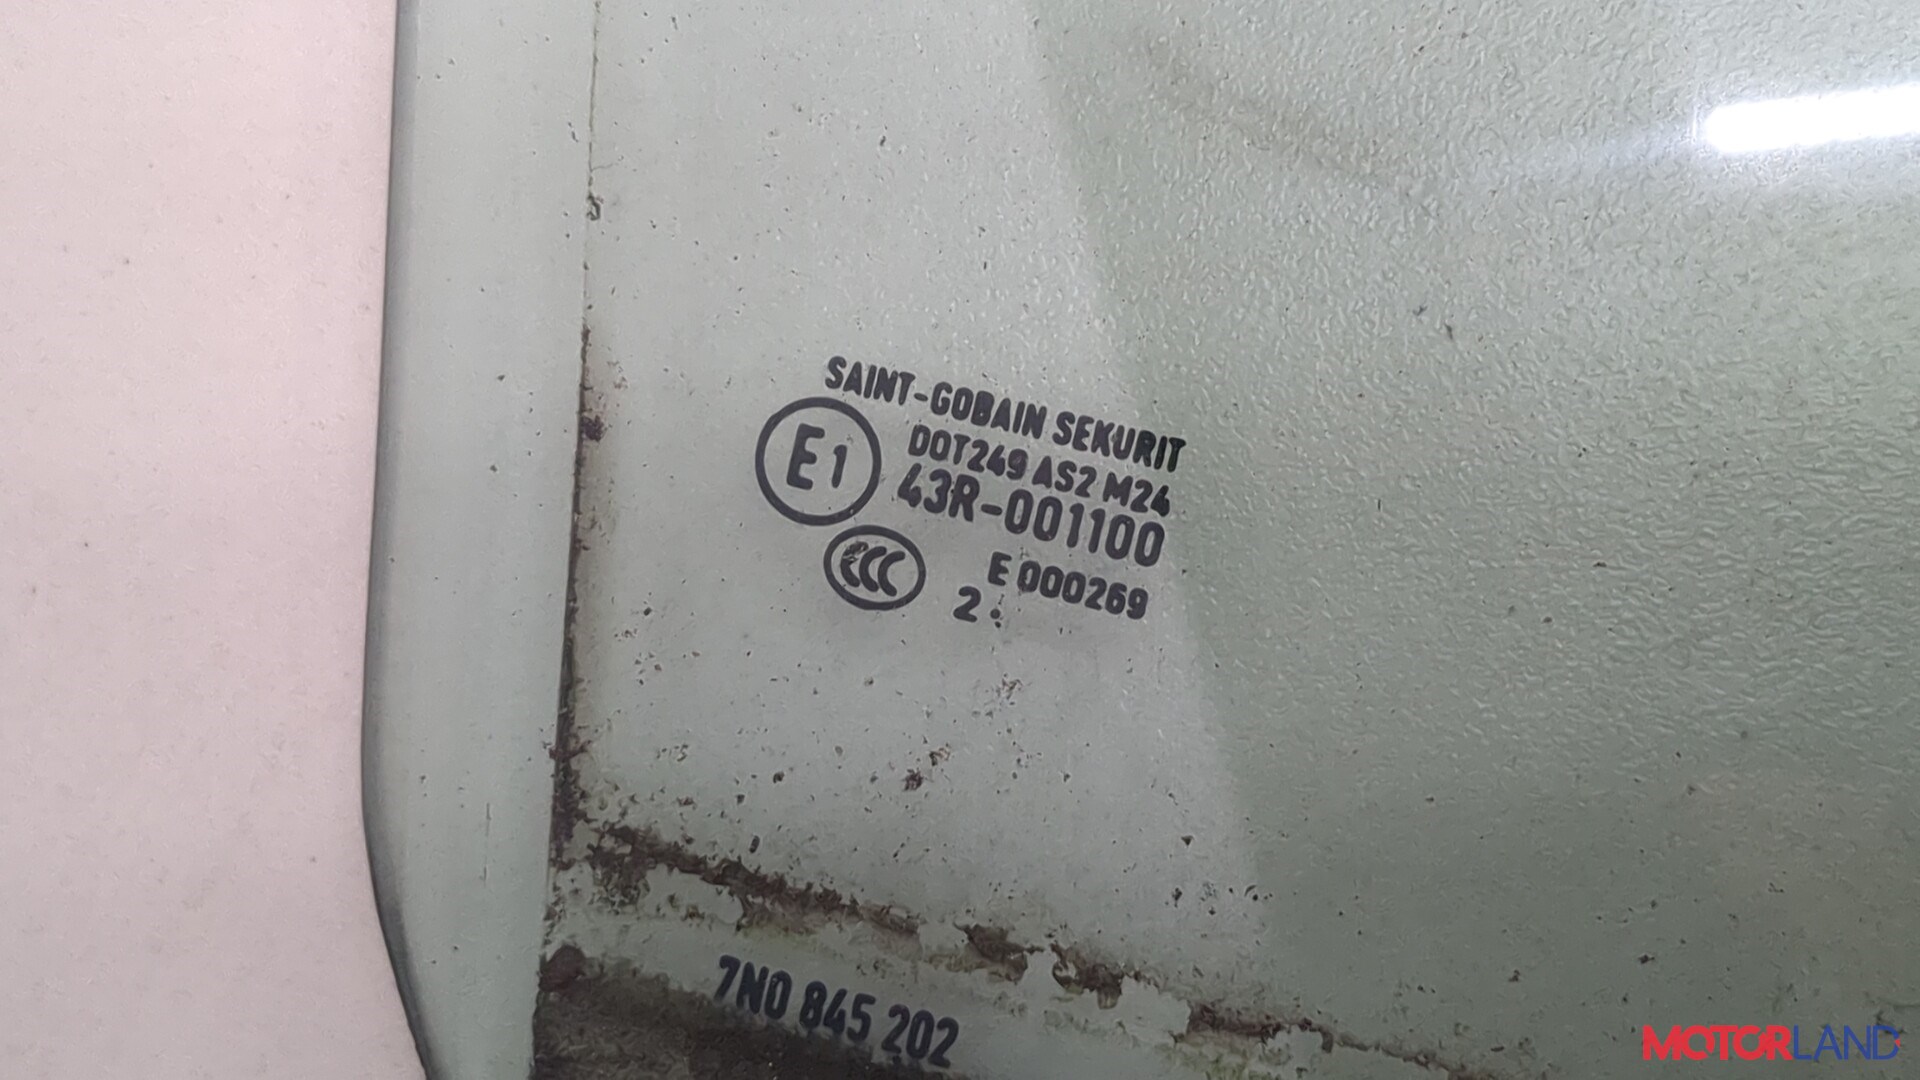 SAINT-GOBAIN SEKURIT
E1
DOT249 AS2 M24
43R-001100
CCC
E 000269
2 :
7N0 845 202
MOTORLAND